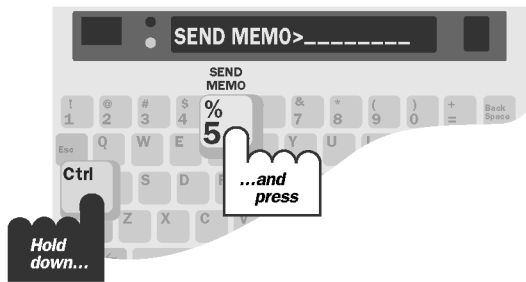 SEND MEMO>________
SEND
MEMO
! @ # $ % & * ( ) +
1 2 3 4 5 7 8 9 0 =
Back
Space
Esc Q W E Y U
Ctrl S D F
Z X C V
...and
press
Hold
down...